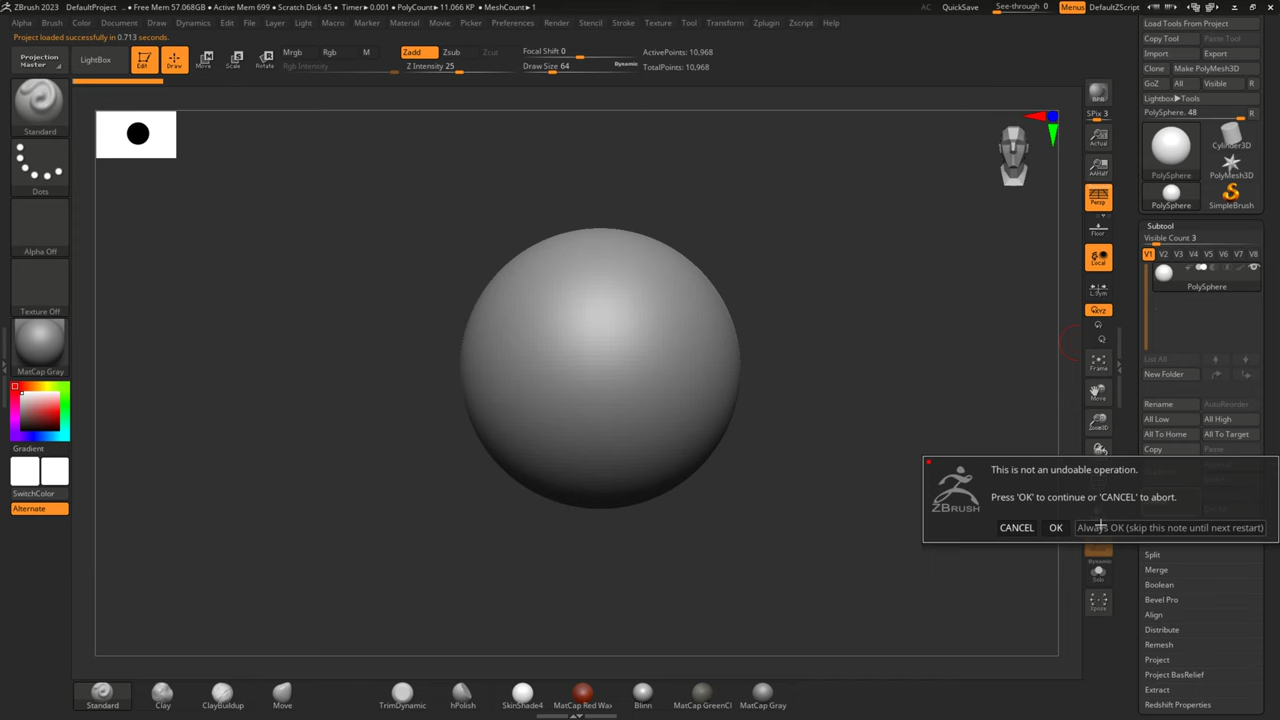 ZBrush 2023 DefaultProject .. • Free Mem 57.068GB • Active Mem 699 • Scratch Disk 45 • Timer▶0.001 • PolyCount▶11.066 KP • MeshCount▶1 AC QuickSave See-through 0 Menus DefaultZScript
Alpha Brush Color Document Draw Dynamics Edit File Layer Light Macro Marker Material Movie Picker Preferences Render Stencil Stroke Texture Tool Transform Zplugin Zscript Help
Project loaded successfully in 0.713 seconds.
Projection Master
LightBox
Edit
Draw
Move
Scale
Rotate
Mrgb Rgb M
Rgb Intensity
Zadd Zsub Zcut
Z Intensity 25
Focal Shift 0
Draw Size 64 Dynamic
ActivePoints: 10,968
TotalPoints: 10,968
Standard
Dots
Alpha Off
Texture Off
MatCap Gray
Gradient
SwitchColor
Alternate
BPR
SPix 3
Actual
AAHalf
Persp
Floor
Local
L.Sym
XYZ
Frame
Move
Zoom3D
Dynamic
Solo
Xpose
Load Tools From Project
Copy Tool Paste Tool
Import Export
Clone Make PolyMesh3D
GoZ All Visible R
Lightbox▶Tools
PolySphere. 48 R
PolySphere
Cylinder3D
PolyMesh3D
PolySphere
SimpleBrush
Subtool
Visible Count 3
V1 V2 V3 V4 V5 V6 V7 V8
PolySphere
List All
New Folder
Rename AutoReorder
All Low All High
All To Home All To Target
Copy Paste
This is not an undoable operation.
Press 'OK' to continue or 'CANCEL' to abort.
ZBRUSH
CANCEL OK Always OK (skip this note until next restart)
Split
Merge
Boolean
Bevel Pro
Align
Distribute
Remesh
Project
Project BasRelief
Extract
Redshift Properties
Standard Clay ClayBuildup Move TrimDynamic hPolish SkinShade4 MatCap Red Wax Blinn MatCap GreenCl MatCap Gray